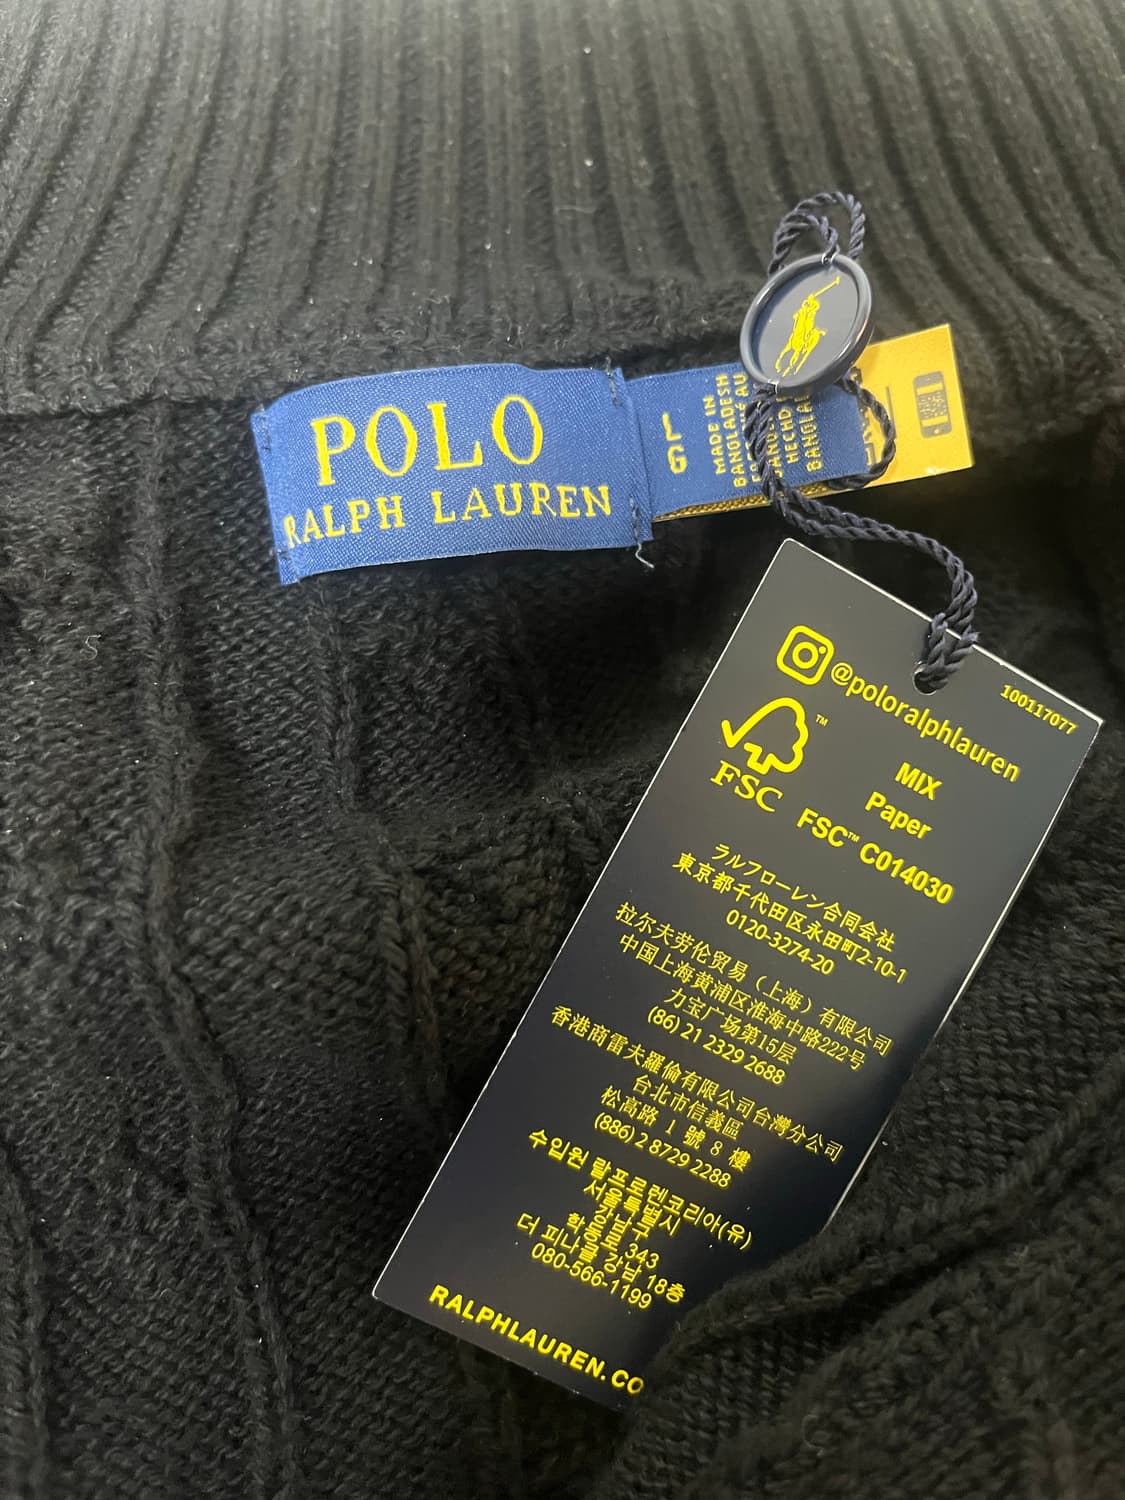 POLO
RALPH LAUREN
LG
MADE IN
BANGLADESH
AU
HECHO
@poloralphlauren
100117077
FSC
MIX
Paper
FSC™ C014030
ラルフローレン合同会社
東京都千代田区永田町2-10-1
0120-3274-20
拉尔夫劳伦贸易（上海）有限公司
中国上海黄浦区淮海中路222号
力宝广场第15层
(86) 21 2329 2688
香港商雷夫羅倫有限公司台灣分公司
台北市信義區
松高路 1 號 8 樓
(886) 2 8729 2288
수입원 랄프로렌코리아(유)
서울특별시
강남구
학동로 343
더 피나클 강남 18층
080-566-1199
RALPHLAUREN.CO